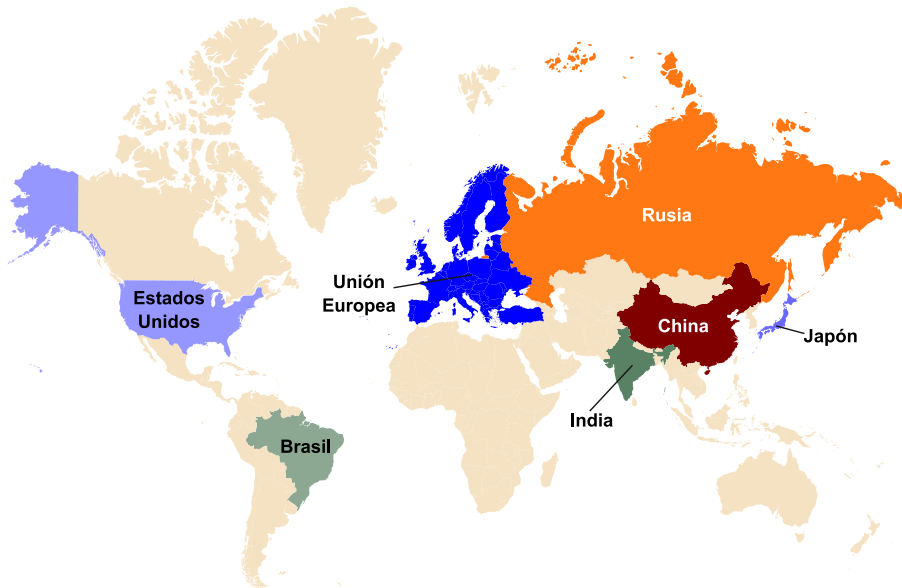 Rusia
Unión
Europea
Estados
Unidos
China
Japón
India
Brasil